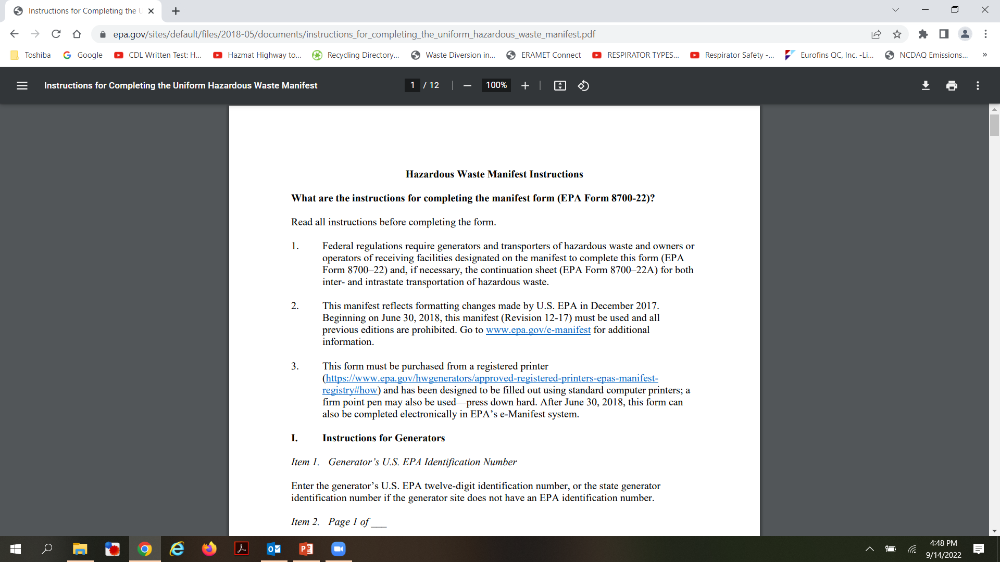 Instructions for Completing the U
epa.gov/sites/default/files/2018-05/documents/instructions_for_completing_the_uniform_hazardous_waste_manifest.pdf
Toshiba Google CDL Written Test: H... Hazmat Highway to... Recycling Directory... Waste Diversion in... ERAMET Connect RESPIRATOR TYPES... Respirator Safety -... Eurofins QC, Inc. -Li... NCDAQ Emissions... »
Instructions for Completing the Uniform Hazardous Waste Manifest 1 / 12 100%
Hazardous Waste Manifest Instructions
What are the instructions for completing the manifest form (EPA Form 8700-22)?
Read all instructions before completing the form.
1. Federal regulations require generators and transporters of hazardous waste and owners or
operators of receiving facilities designated on the manifest to complete this form (EPA
Form 8700–22) and, if necessary, the continuation sheet (EPA Form 8700–22A) for both
inter- and intrastate transportation of hazardous waste.
2. This manifest reflects formatting changes made by U.S. EPA in December 2017.
Beginning on June 30, 2018, this manifest (Revision 12-17) must be used and all
previous editions are prohibited. Go to www.epa.gov/e-manifest for additional
information.
3. This form must be purchased from a registered printer
(https://www.epa.gov/hwgenerators/approved-registered-printers-epas-manifest-
registry#how) and has been designed to be filled out using standard computer printers; a
firm point pen may also be used—press down hard. After June 30, 2018, this form can
also be completed electronically in EPA’s e-Manifest system.
I. Instructions for Generators
Item 1. Generator’s U.S. EPA Identification Number
Enter the generator’s U.S. EPA twelve-digit identification number, or the state generator
identification number if the generator site does not have an EPA identification number.
Item 2. Page 1 of ___
4:48 PM
9/14/2022